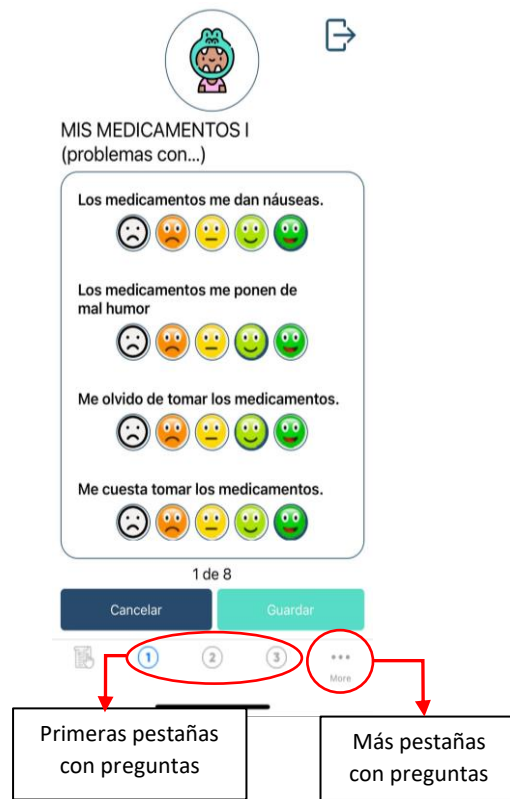 MIS MEDICAMENTOS I
(problemas con...)
Los medicamentos me dan náuseas.
Los medicamentos me ponen de
mal humor
Me olvido de tomar los medicamentos.
Me cuesta tomar los medicamentos.
1 de 8
Cancelar
Guardar
1
2
3
More
Primeras pestañas
con preguntas
Más pestañas
con preguntas